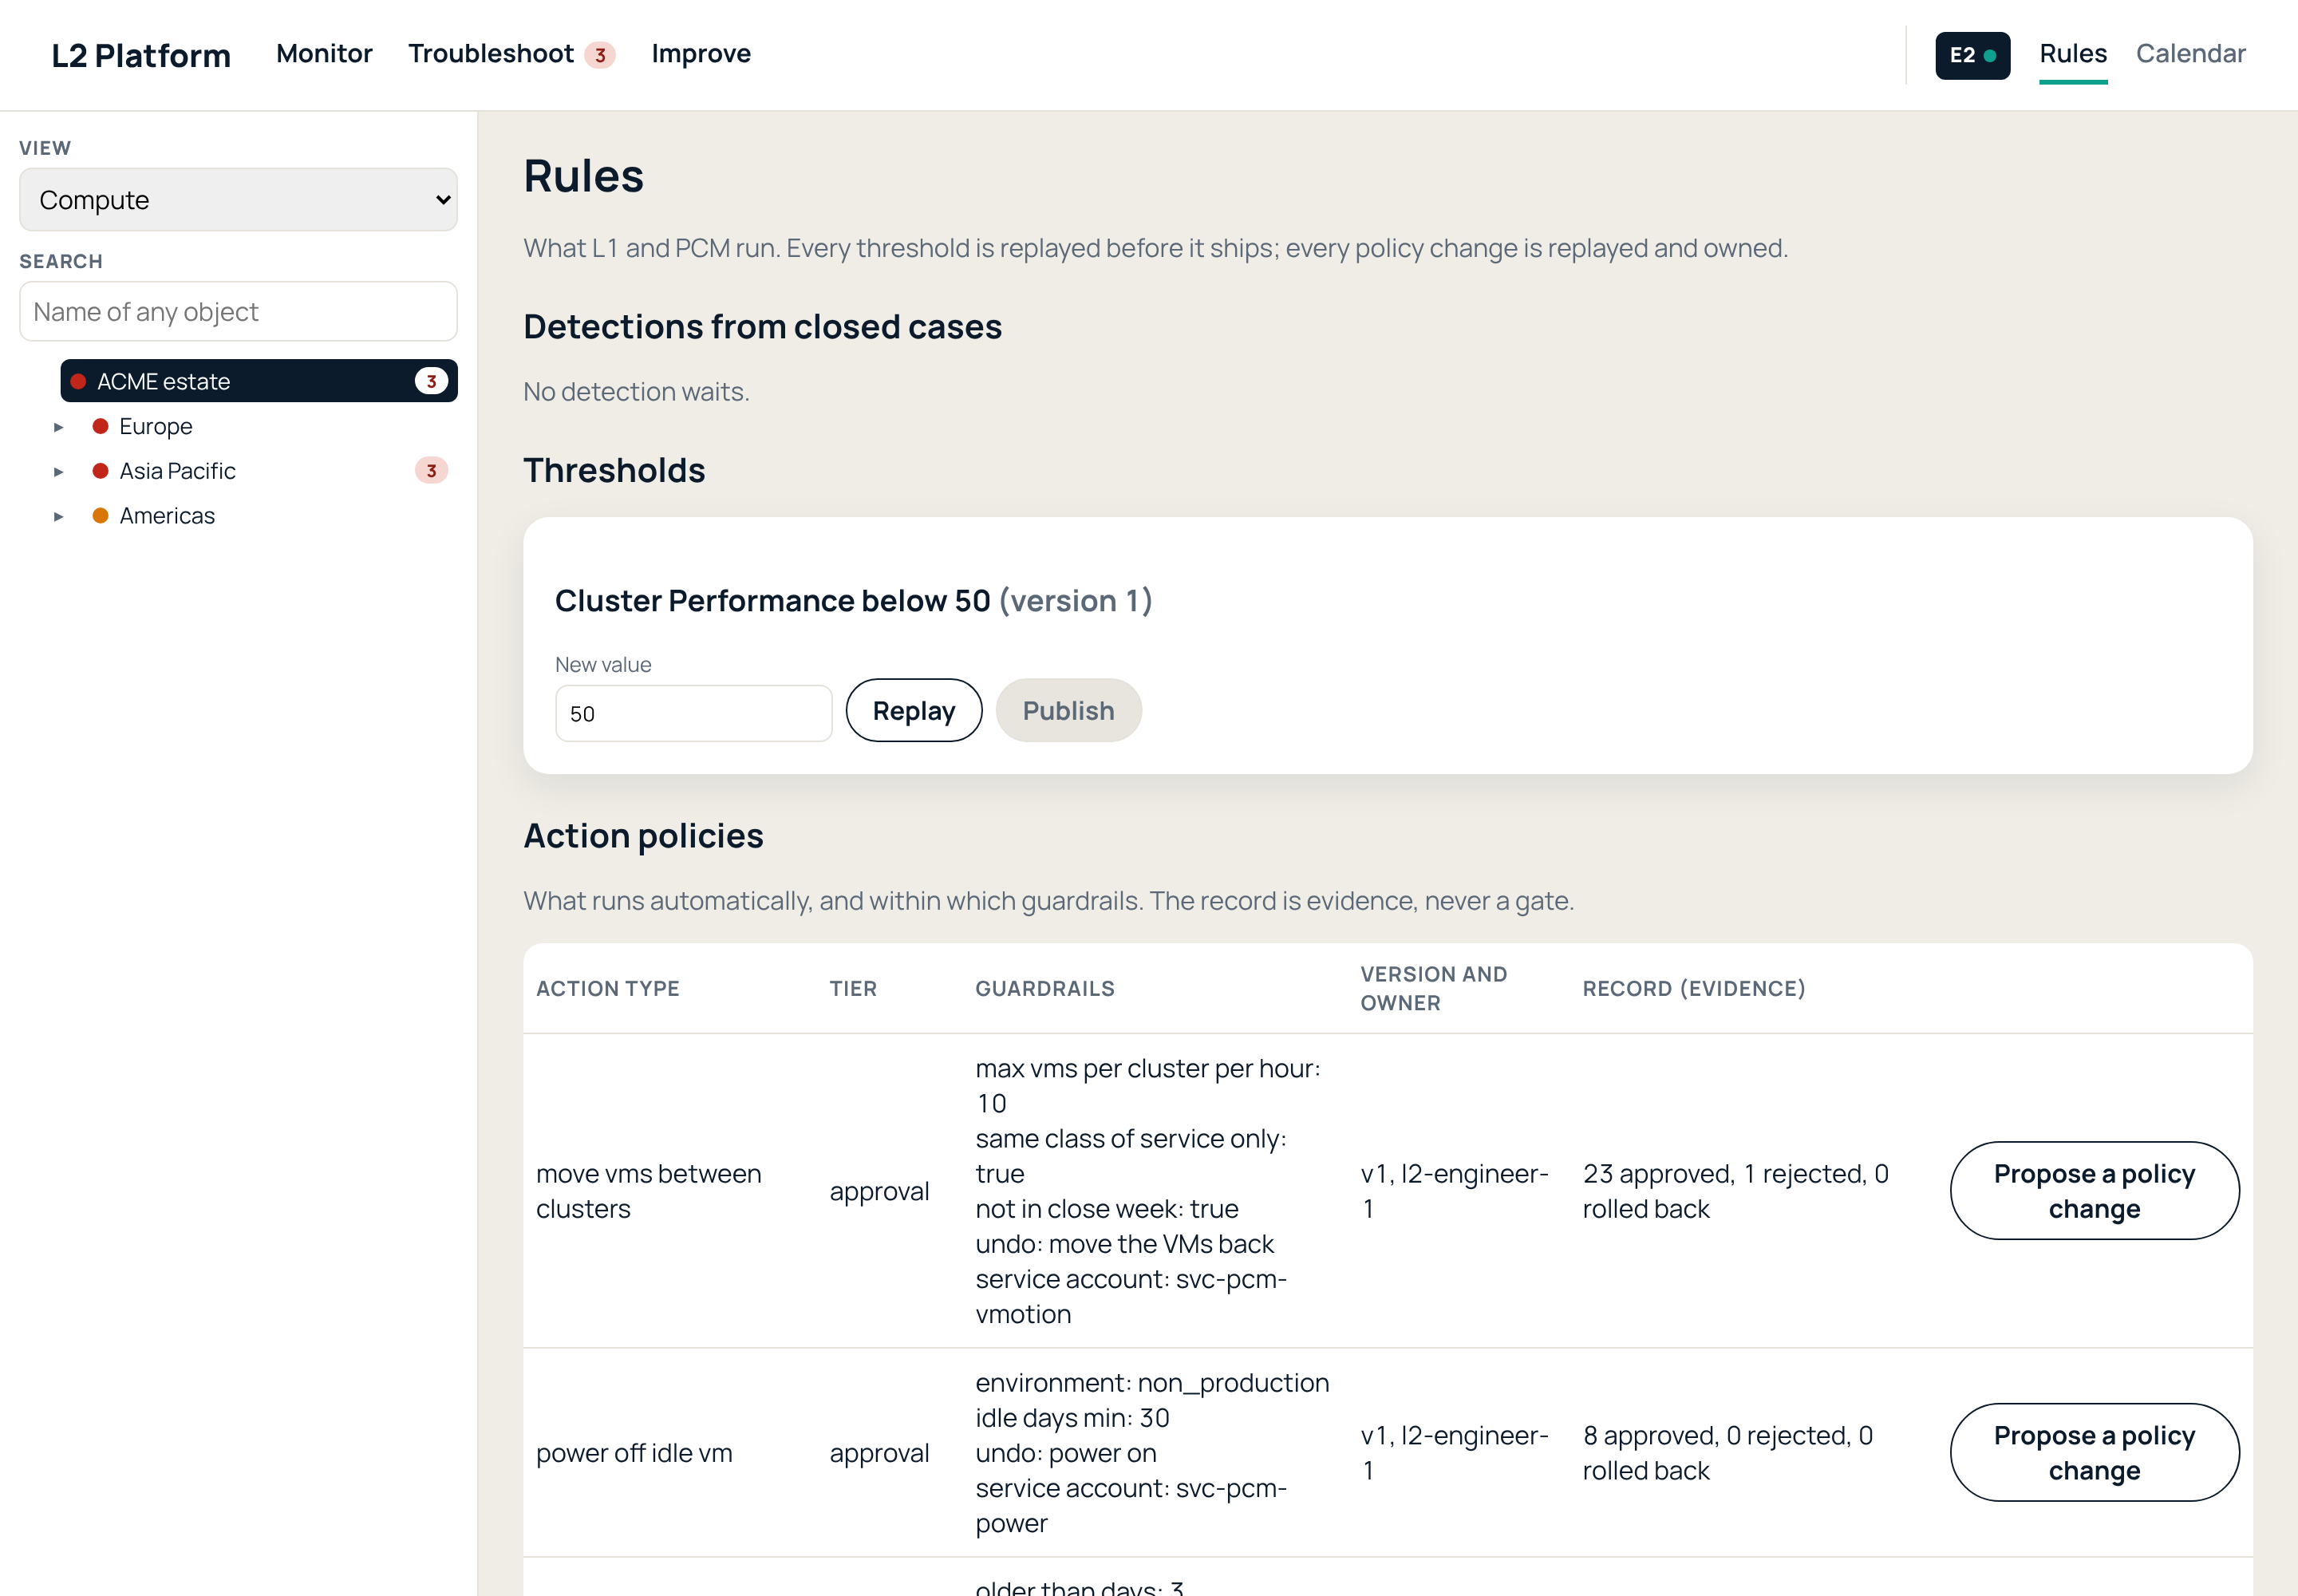 L2 Platform
Monitor
Troubleshoot 3
Improve
E2
Rules
Calendar
VIEW
Compute
SEARCH
Name of any object
ACME estate 3
Europe
Asia Pacific 3
Americas
Rules
What L1 and PCM run. Every threshold is replayed before it ships; every policy change is replayed and owned.
Detections from closed cases
No detection waits.
Thresholds
Cluster Performance below 50 (version 1)
New value
50
Replay
Publish
Action policies
What runs automatically, and within which guardrails. The record is evidence, never a gate.
ACTION TYPE
TIER
GUARDRAILS
VERSION AND
OWNER
RECORD (EVIDENCE)
move vms between
clusters
approval
max vms per cluster per hour:
10
same class of service only:
true
not in close week: true
undo: move the VMs back
service account: svc-pcm-
vmotion
v1, l2-engineer-
1
23 approved, 1 rejected, 0
rolled back
Propose a policy
change
power off idle vm
approval
environment: non_production
idle days min: 30
undo: power on
service account: svc-pcm-
power
v1, l2-engineer-
1
8 approved, 0 rejected, 0
rolled back
Propose a policy
change
older than days: 3